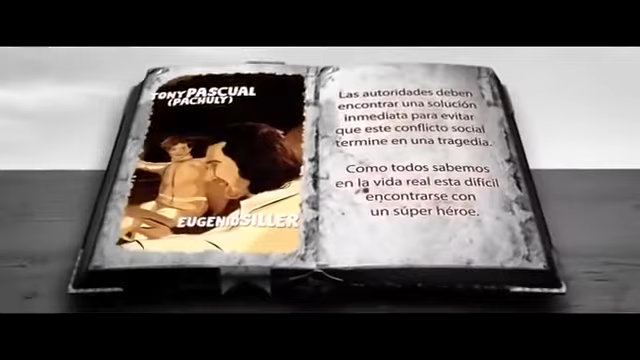 TONY PASCUAL
(PACHULY)
EUGENIO SILLER
Las autoridades deben
encontrar una solución
inmediata para evitar
que este conflicto social
termine en una tragedia.
Como todos sabemos
en la vida real esta difícil
encontrarse con
un súper héroe.